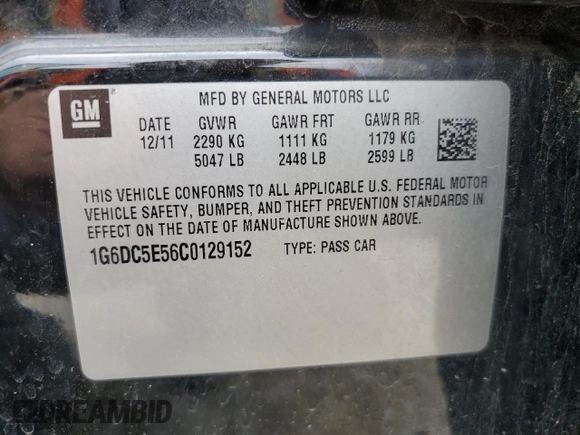 GM
MFD BY GENERAL MOTORS LLC
DATE GVWR GAWR FRT GAWR RR
12/11 2290 KG 1111 KG 1179 KG
5047 LB 2448 LB 2599 LB
THIS VEHICLE CONFORMS TO ALL APPLICABLE U.S. FEDERAL MOTOR
VEHICLE SAFETY, BUMPER, AND THEFT PREVENTION STANDARDS IN
EFFECT ON THE DATE OF MANUFACTURE SHOWN ABOVE.
1G6DC5E56C0129152 TYPE: PASS CAR
DREAMBID